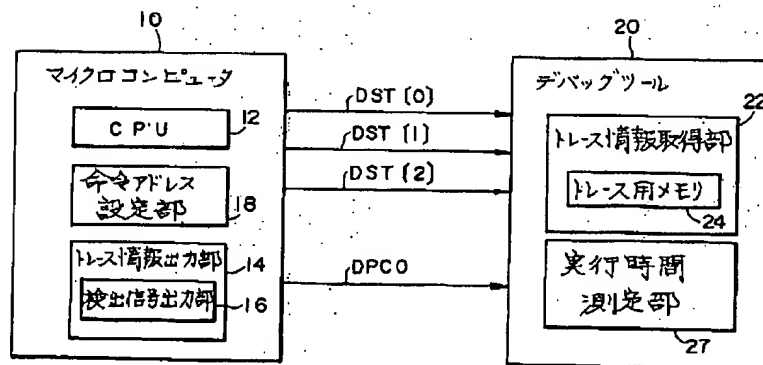 10
マイクロコンピュータ
CPU
12
命令アドレス
設定部
18
トレース情報出力部
14
検出信号出力部
16
DST [0]
DST [1]
DST [2]
DPCO
20
デバッグツール
22
トレース情報取得部
トレース用メモリ
24
実行時間
測定部
27